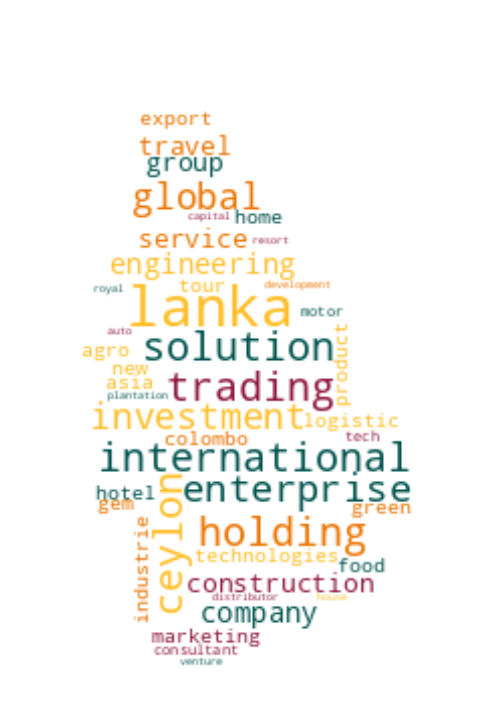 export
travel
group
global
capital home
service resort
engineering
tour development
royal
lanka
motor
auto
solution
agro
product
new
asia
trading
plantation
investment
logistic
colombo
tech
international
hotel
enterprise
gem
green
ceylon
holding
industrie
technologies
food
construction
distributor house
company
marketing
consultant
venture